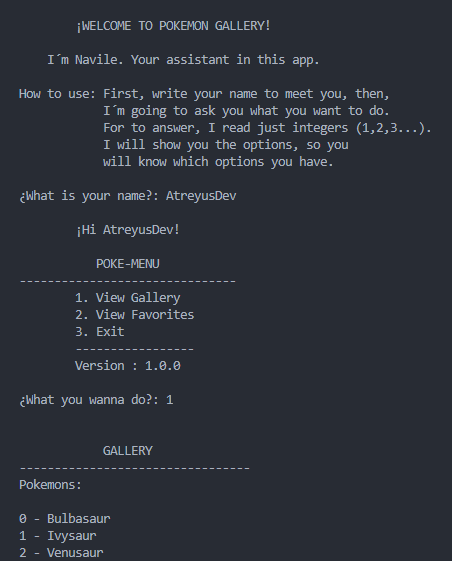 ¡WELCOME TO POKEMON GALLERY!
I´m Navile. Your assistant in this app.
How to use: First, write your name to meet you, then,
I´m going to ask you what you want to do.
For to answer, I read just integers (1,2,3...).
I will show you the options, so you
will know which options you have.
¿What is your name?: AtreyusDev
¡Hi AtreyusDev!
POKE-MENU
-------------------------------
1. View Gallery
2. View Favorites
3. Exit
-----------------
Version : 1.0.0
¿What you wanna do?: 1
GALLERY
---------------------------------
Pokemons:
0 - Bulbasaur
1 - Ivysaur
2 - Venusaur